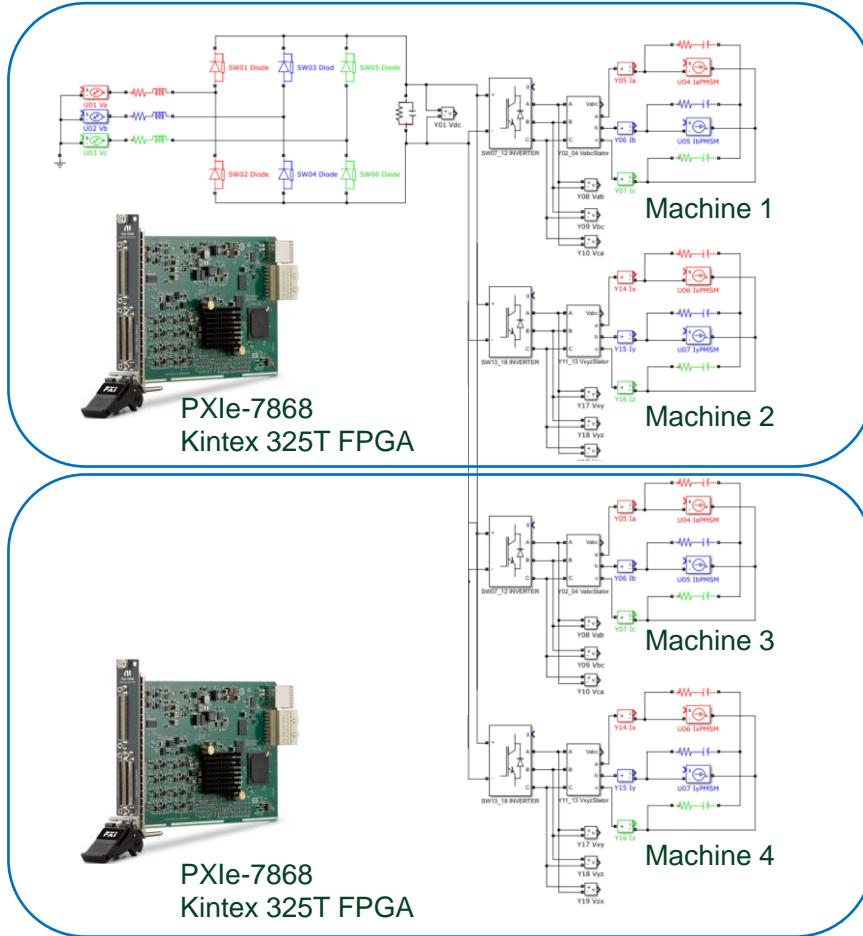 SW01 Diode
SW03 Diod
SW05 Diode
U01 Va
U02 Vb
U03 Vc
Y01 Vdc
SW02 Diode
SW04 Diode
SW06 Diode
SW07_12 INVERTER
A
B
C
Vabc
a
b
c
Y02_04 VabcStator
Y05 Ia
U04 IaPMSM
Y06 Ib
U05 IbPMSM
Y07 Ic
Y08 Vab
Y09 Vbc
Y10 Vca
Machine 1
SW13_18 INVERTER
A
B
C
Vabc
a
b
c
Y11_13 VxyzStator
Y14 Ix
U06 IxPMSM
Y15 Iy
U07 IyPMSM
Y16 Iz
Y17 Vxy
Y18 Vyz
Machine 2
PXI
PXIe-7868
Kintex 325T FPGA
SW07_12 INVERTER
A
B
C
Vabc
a
b
c
Y02_04 VabcStator
Y05 Ia
U04 IaPMSM
Y06 Ib
U05 IbPMSM
Y07 Ic
Y08 Vab
Y09 Vbc
Y10 Vca
Machine 3
SW13_18 INVERTER
A
B
C
Vabc
a
b
c
Y11_13 VxyzStator
Y14 Ix
U06 IxPMSM
Y15 Iy
U07 IyPMSM
Y16 Iz
Y17 Vxy
Y18 Vyz
Y19 Vzx
Machine 4
PXI
PXIe-7868
Kintex 325T FPGA